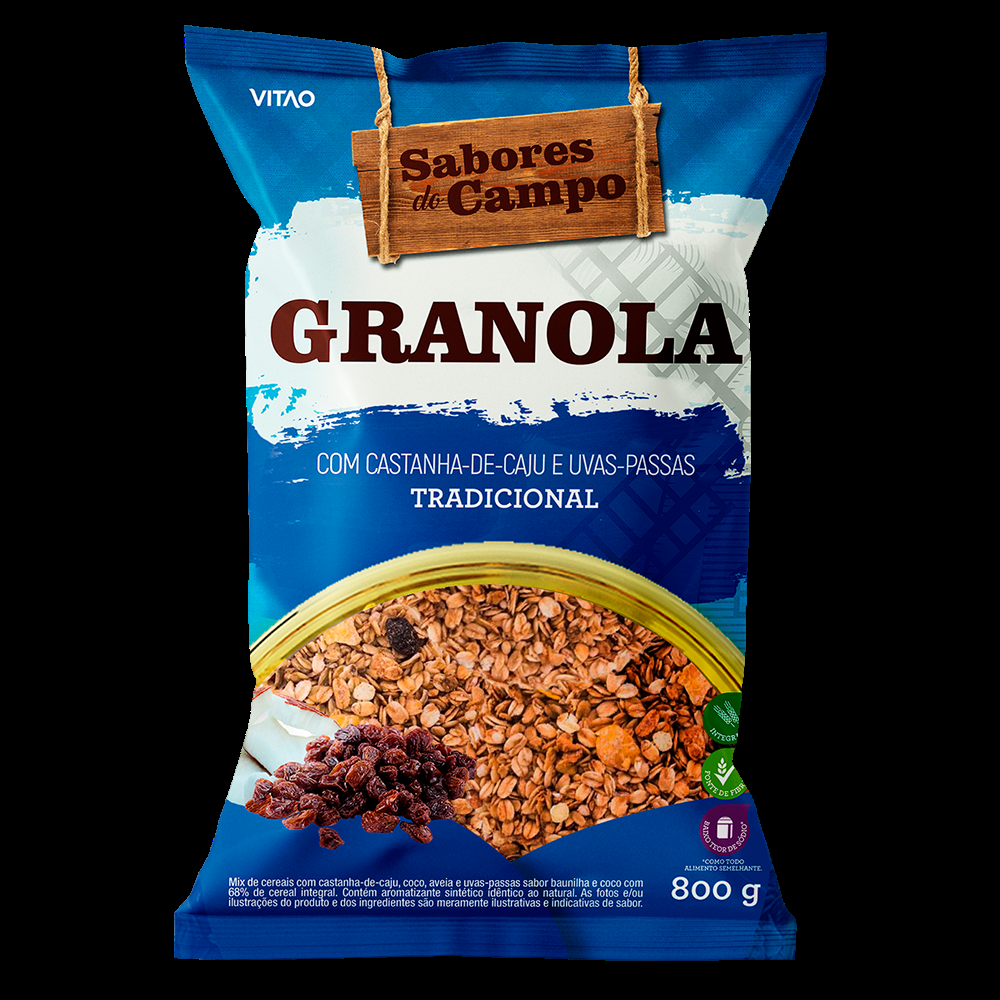 VITAO
Sabores
do Campo
GRANOLA
COM CASTANHA-DE-CAJU E UVAS-PASSAS
TRADICIONAL
FONTE DE FIBRA
BAIXO TEOR DE SÓDIO*
*COMO TODO
ALIMENTO SEMELHANTE.
Mix de cereais com castanha-de-caju, coco, aveia e uvas-passas sabor baunilha e coco com
68% de cereal integral. Contém aromatizante sintético idêntico ao natural. As fotos e/ou
ilustrações do produto e dos ingredientes são meramente ilustrativas e indicativas de sabor.
800 g